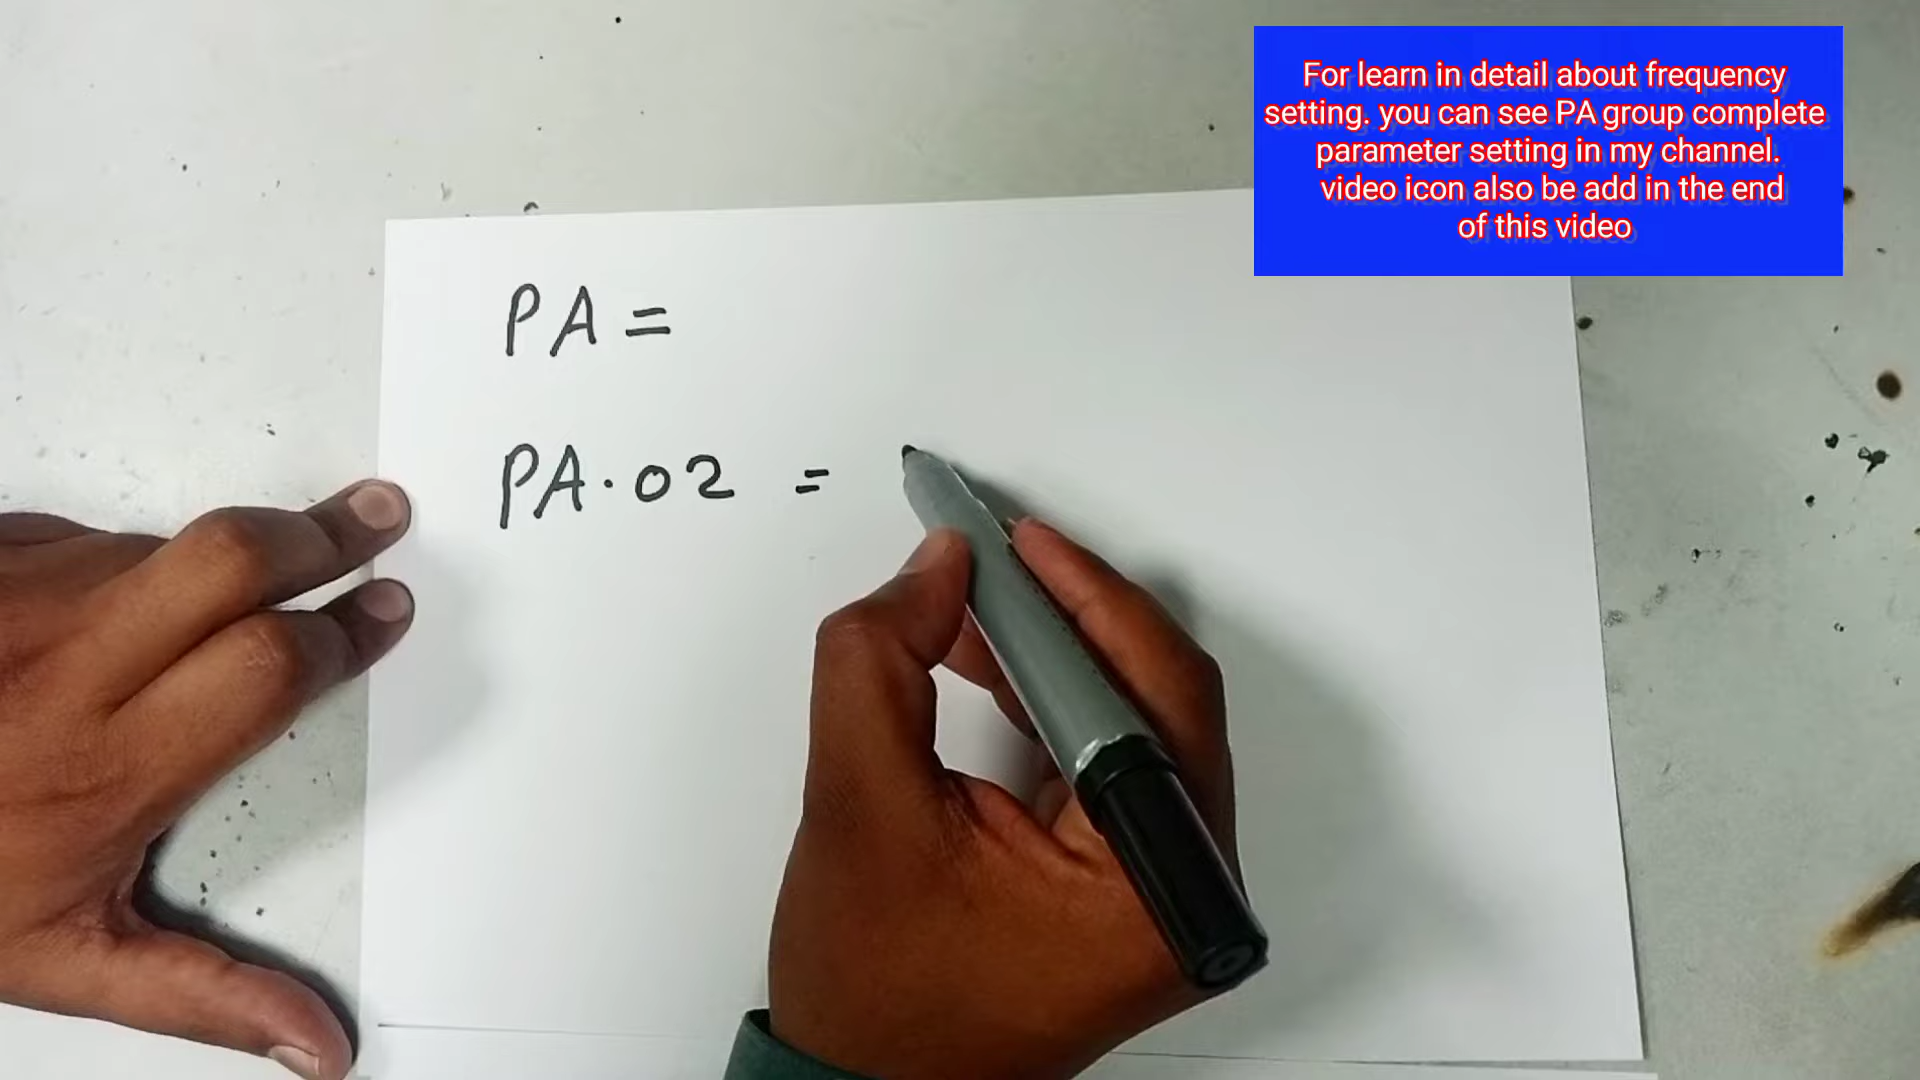 For learn in detail about frequency
setting. you can see PA group complete
parameter setting in my channel.
video icon also be add in the end
of this video
PA =
PA.02 =